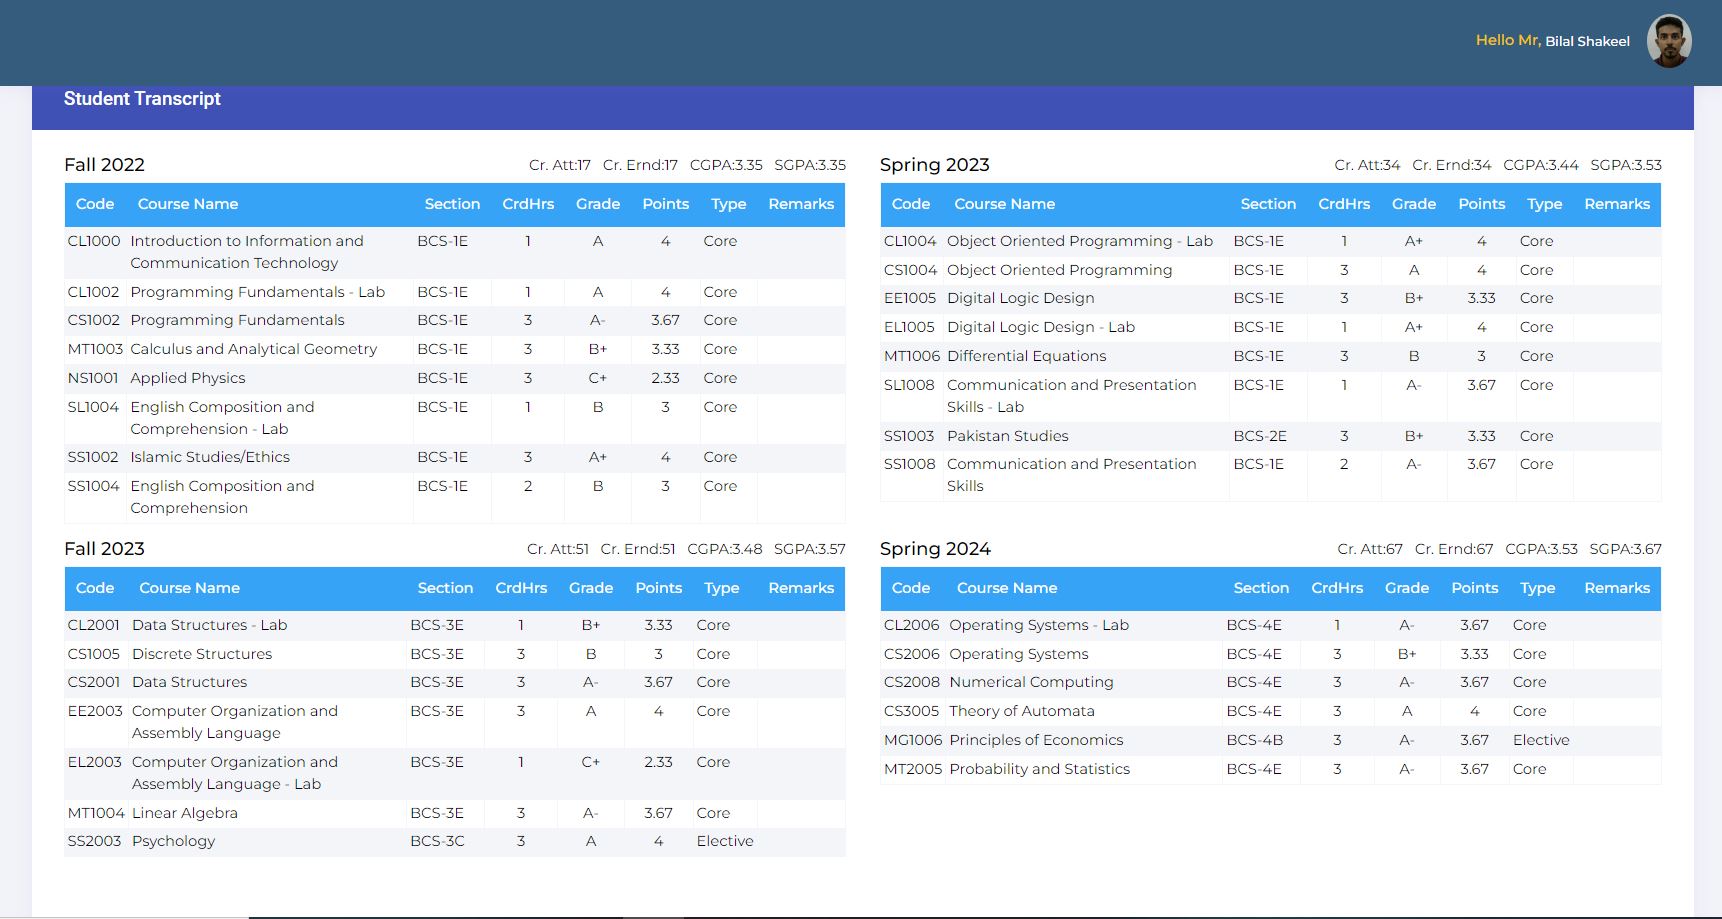 Hello Mr, Bilal Shakeel
Student Transcript
Fall 2022 Cr. Att:17 Cr. Ernd:17 CGPA:3.35 SGPA:3.35
Code Course Name Section CrdHrs Grade Points Type Remarks
CL1000 Introduction to Information and BCS-1E 1 A 4 Core
Communication Technology
CL1002 Programming Fundamentals - Lab BCS-1E 1 A 4 Core
CS1002 Programming Fundamentals BCS-1E 3 A- 3.67 Core
MT1003 Calculus and Analytical Geometry BCS-1E 3 B+ 3.33 Core
NS1001 Applied Physics BCS-1E 3 C+ 2.33 Core
SL1004 English Composition and BCS-1E 1 B 3 Core
Comprehension - Lab
SS1002 Islamic Studies/Ethics BCS-1E 3 A+ 4 Core
SS1004 English Composition and BCS-1E 2 B 3 Core
Comprehension
Spring 2023 Cr. Att:34 Cr. Ernd:34 CGPA:3.44 SGPA:3.53
Code Course Name Section CrdHrs Grade Points Type Remarks
CL1004 Object Oriented Programming - Lab BCS-1E 1 A+ 4 Core
CS1004 Object Oriented Programming BCS-1E 3 A 4 Core
EE1005 Digital Logic Design BCS-1E 3 B+ 3.33 Core
EL1005 Digital Logic Design - Lab BCS-1E 1 A+ 4 Core
MT1006 Differential Equations BCS-1E 3 B 3 Core
SL1008 Communication and Presentation BCS-1E 1 A- 3.67 Core
Skills - Lab
SS1003 Pakistan Studies BCS-2E 3 B+ 3.33 Core
SS1008 Communication and Presentation BCS-1E 2 A- 3.67 Core
Skills
Fall 2023 Cr. Att:51 Cr. Ernd:51 CGPA:3.48 SGPA:3.57
Code Course Name Section CrdHrs Grade Points Type Remarks
CL2001 Data Structures - Lab BCS-3E 1 B+ 3.33 Core
CS1005 Discrete Structures BCS-3E 3 B 3 Core
CS2001 Data Structures BCS-3E 3 A- 3.67 Core
EE2003 Computer Organization and BCS-3E 3 A 4 Core
Assembly Language
EL2003 Computer Organization and BCS-3E 1 C+ 2.33 Core
Assembly Language - Lab
MT1004 Linear Algebra BCS-3E 3 A- 3.67 Core
SS2003 Psychology BCS-3C 3 A 4 Elective
Spring 2024 Cr. Att:67 Cr. Ernd:67 CGPA:3.53 SGPA:3.67
Code Course Name Section CrdHrs Grade Points Type Remarks
CL2006 Operating Systems - Lab BCS-4E 1 A- 3.67 Core
CS2006 Operating Systems BCS-4E 3 B+ 3.33 Core
CS2008 Numerical Computing BCS-4E 3 A- 3.67 Core
CS3005 Theory of Automata BCS-4E 3 A 4 Core
MG1006 Principles of Economics BCS-4B 3 A- 3.67 Elective
MT2005 Probability and Statistics BCS-4E 3 A- 3.67 Core